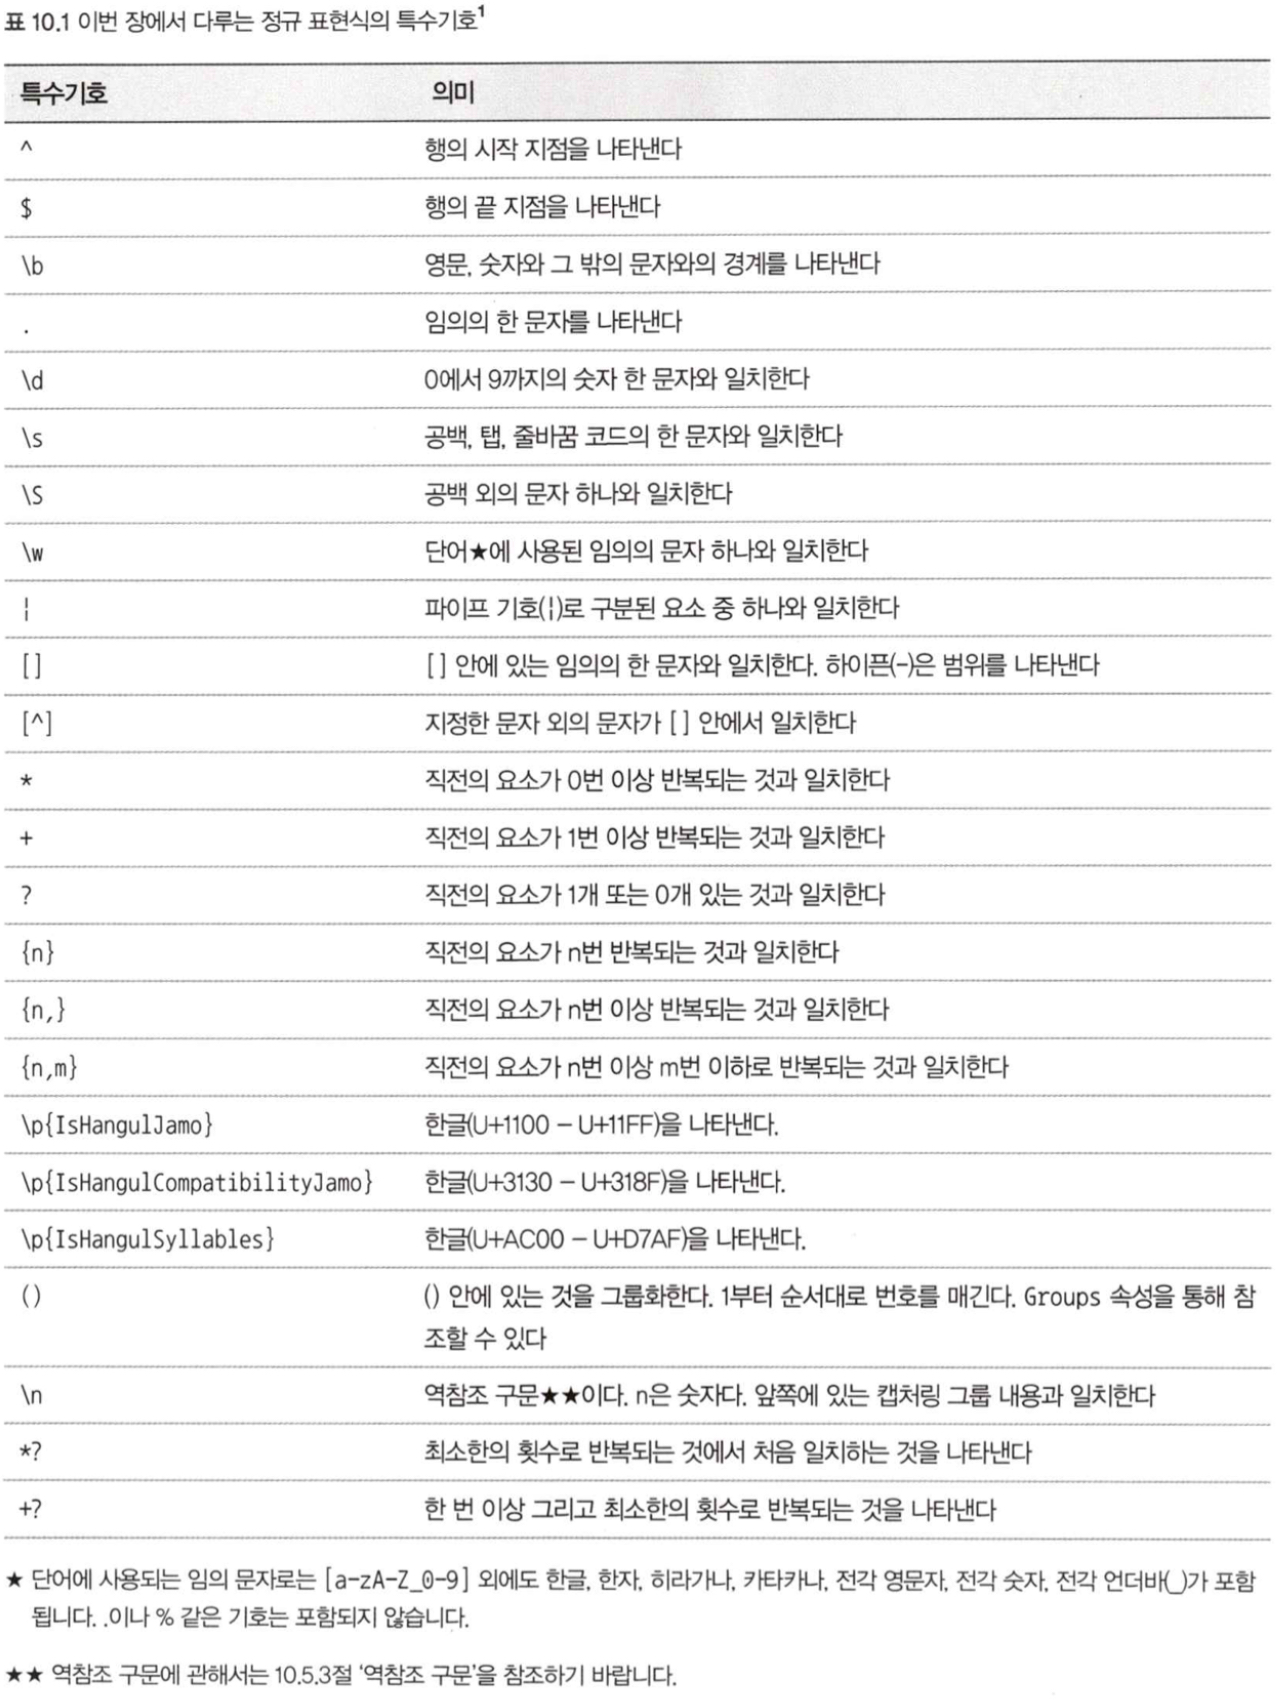 표 10.1 이번 장에서 다루는 정규 표현식의 특수기호1
특수기호 의미
^ 행의 시작 지점을 나타낸다
$ 행의 끝 지점을 나타낸다
\b 영문, 숫자와 그 밖의 문자와의 경계를 나타낸다
. 임의의 한 문자를 나타낸다
\d 0에서 9까지의 숫자 한 문자와 일치한다
\s 공백, 탭, 줄바꿈 코드의 한 문자와 일치한다
\S 공백 외의 문자 하나와 일치한다
\w 단어★에 사용된 임의의 문자 하나와 일치한다
¦ 파이프 기호(¦)로 구분된 요소 중 하나와 일치한다
[] [] 안에 있는 임의의 한 문자와 일치한다. 하이픈(-)은 범위를 나타낸다
[^] 지정한 문자 외의 문자가 [] 안에서 일치한다
* 직전의 요소가 0번 이상 반복되는 것과 일치한다
+ 직전의 요소가 1번 이상 반복되는 것과 일치한다
? 직전의 요소가 1개 또는 0개 있는 것과 일치한다
{n} 직전의 요소가 n번 반복되는 것과 일치한다
{n,} 직전의 요소가 n번 이상 반복되는 것과 일치한다
{n,m} 직전의 요소가 n번 이상 m번 이하로 반복되는 것과 일치한다
\p{IsHangulJamo} 한글(U+1100 – U+11FF)을 나타낸다.
\p{IsHangulCompatibilityJamo} 한글(U+3130 – U+318F)을 나타낸다.
\p{IsHangulSyllables} 한글(U+AC00 – U+D7AF)을 나타낸다.
() () 안에 있는 것을 그룹화한다. 1부터 순서대로 번호를 매긴다. Groups 속성을 통해 참
조할 수 있다
\n 역참조 구문★★이다. n은 숫자다. 앞쪽에 있는 캡처링 그룹 내용과 일치한다
*? 최소한의 횟수로 반복되는 것에서 처음 일치하는 것을 나타낸다
+? 한 번 이상 그리고 최소한의 횟수로 반복되는 것을 나타낸다
★ 단어에 사용되는 임의 문자로는 [a-zA-Z_0-9] 외에도 한글, 한자, 히라가나, 카타카나, 전각 영문자, 전각 숫자, 전각 언더바(_)가 포함
됩니다. .이나 % 같은 기호는 포함되지 않습니다.
★★ 역참조 구문에 관해서는 10.5.3절 ‘역참조 구문’을 참조하기 바랍니다.